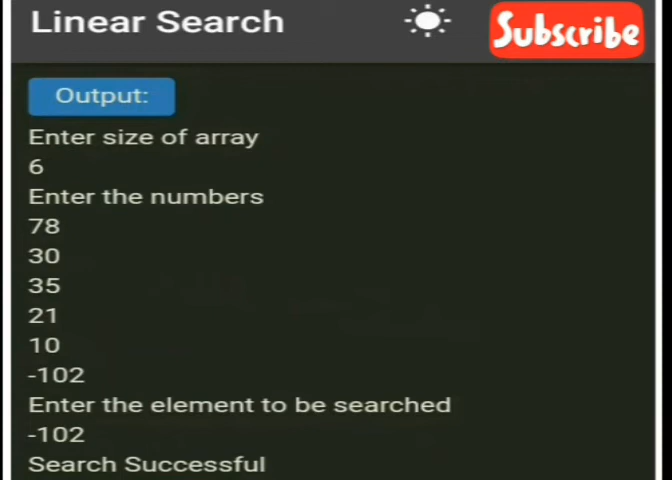 Linear Search
Subscribe
Output:
Enter size of array
6
Enter the numbers
78
30
35
21
10
-102
Enter the element to be searched
-102
Search Successful